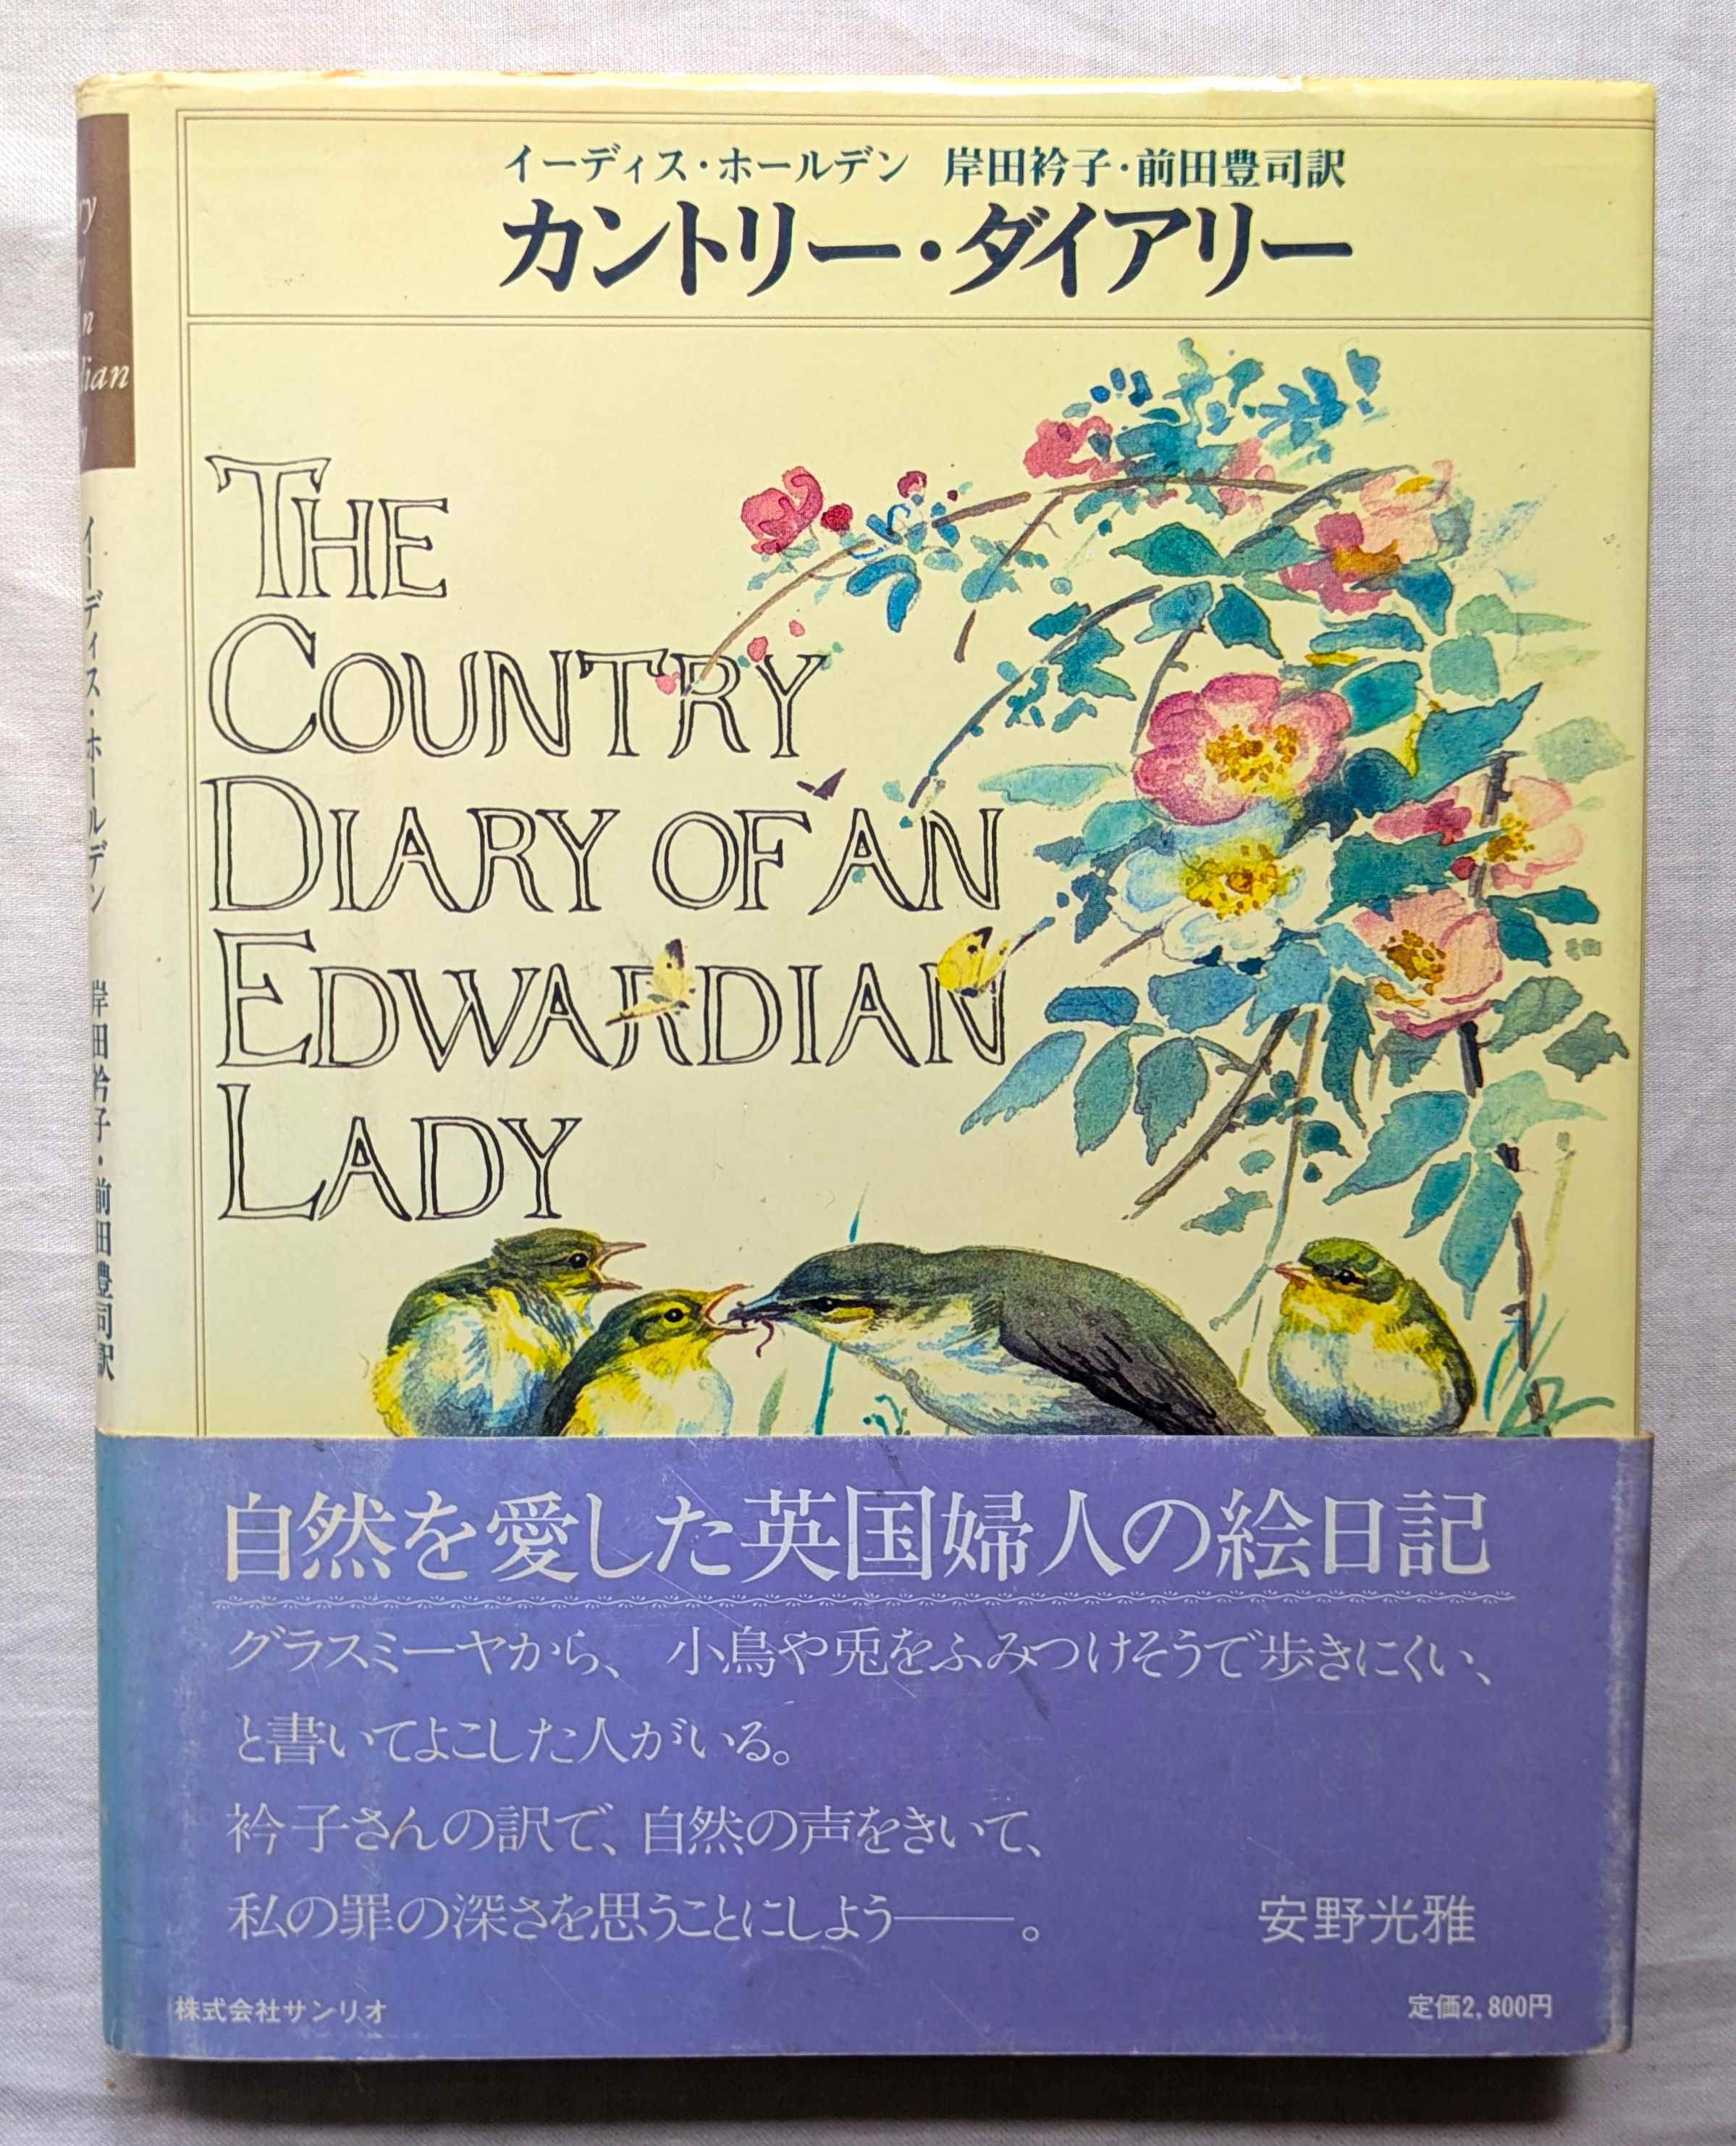 イーディス・ホールデン 岸田衿子・前田豊司訳
カントリー・ダイアリー
THE
COUNTRY
DIARY OF AN
EDWARDIAN
LADY
自然を愛した英国婦人の絵日記
グラスミーヤから、小鳥や兎をふみつけそうで歩きにくい、
と書いてよこした人がいる。
衿子さんの訳で、自然の声をきいて、
私の罪の深さを思うことにしよう——。
安野光雅
株式会社サンリオ
定価2,800円
イーディス・ホールデン 岸田衿子・前田豊司訳